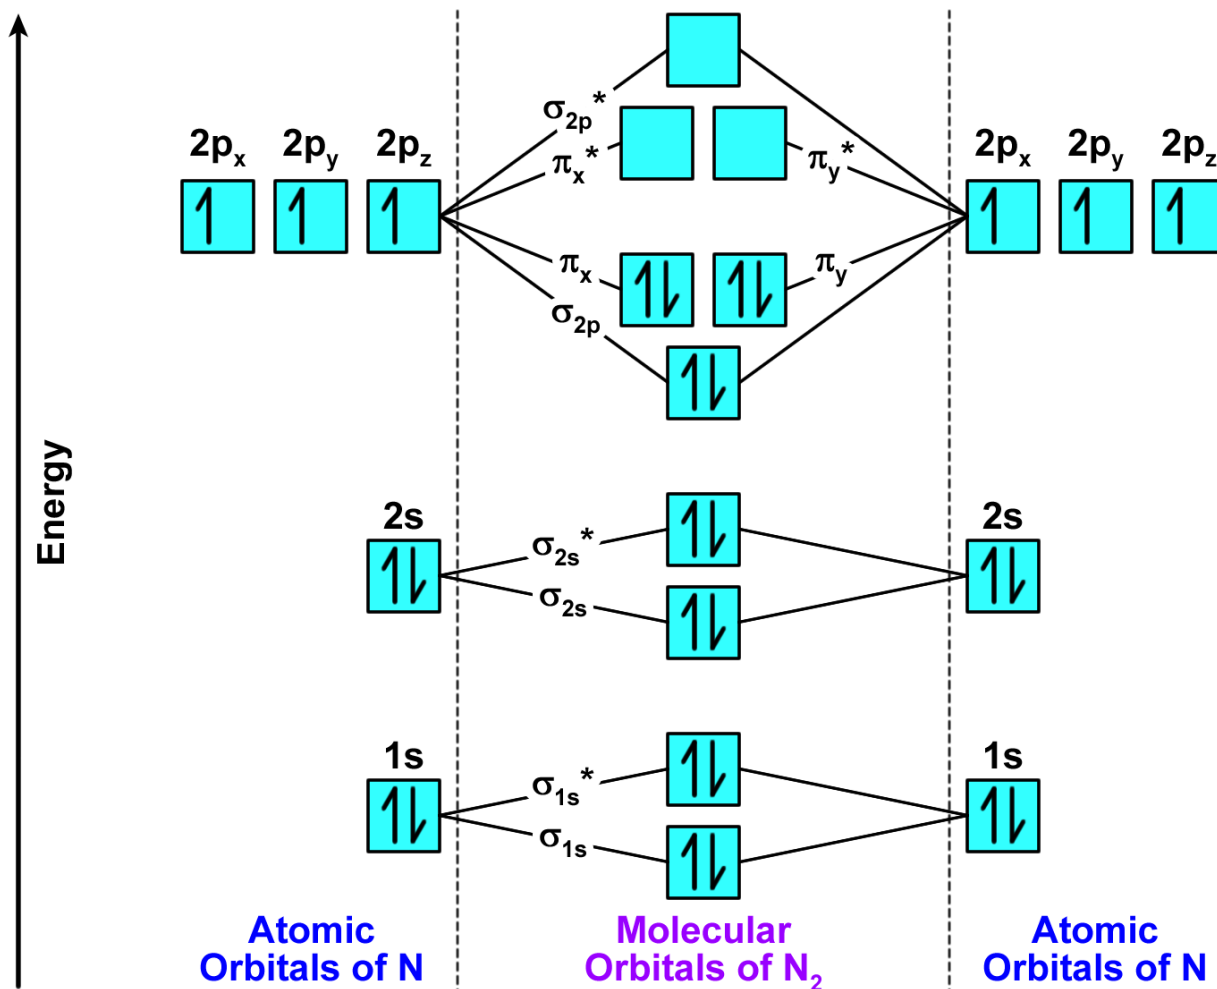 σ2p*
2px 2py 2pz
πx* πy*
2px 2py 2pz
πx πy
σ2p
Energy
2s
σ2s*
σ2s
2s
1s
σ1s*
σ1s
1s
Atomic
Orbitals of N
Molecular
Orbitals of N2
Atomic
Orbitals of N